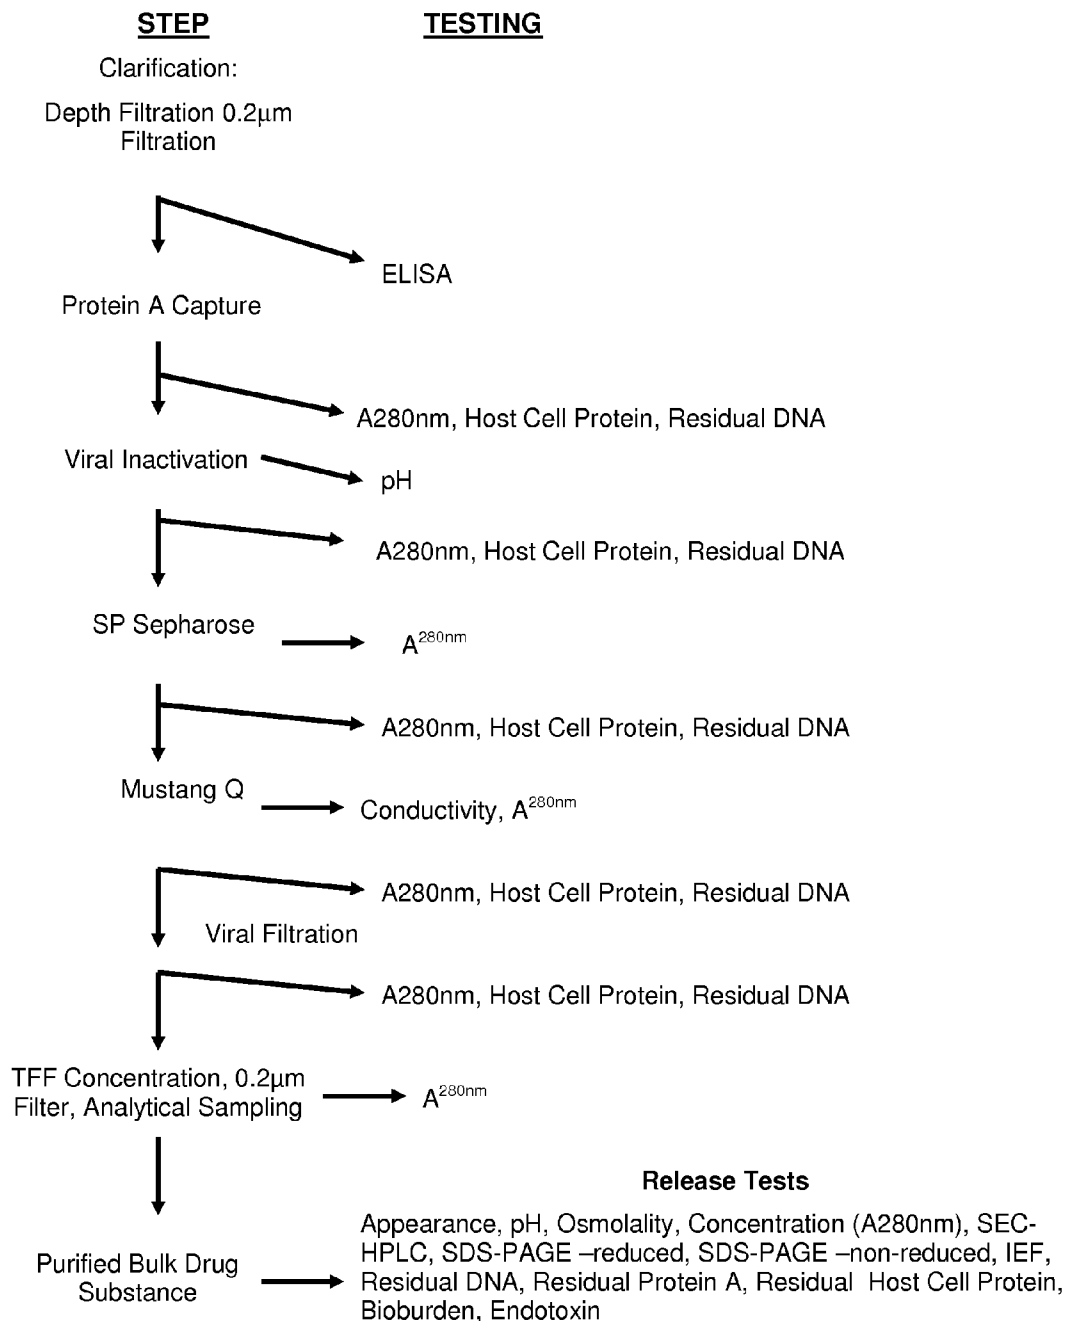 STEP TESTING
Clarification:
Depth Filtration 0.2µm
Filtration
ELISA
Protein A Capture
A280nm, Host Cell Protein, Residual DNA
Viral Inactivation
pH
A280nm, Host Cell Protein, Residual DNA
SP Sepharose
A280nm
A280nm, Host Cell Protein, Residual DNA
Mustang Q
Conductivity, A280nm
A280nm, Host Cell Protein, Residual DNA
Viral Filtration
A280nm, Host Cell Protein, Residual DNA
TFF Concentration, 0.2µm
Filter, Analytical Sampling
A280nm
Release Tests
Appearance, pH, Osmolality, Concentration (A280nm), SEC-
HPLC, SDS-PAGE –reduced, SDS-PAGE –non-reduced, IEF,
Residual DNA, Residual Protein A, Residual Host Cell Protein,
Bioburden, Endotoxin
Purified Bulk Drug
Substance